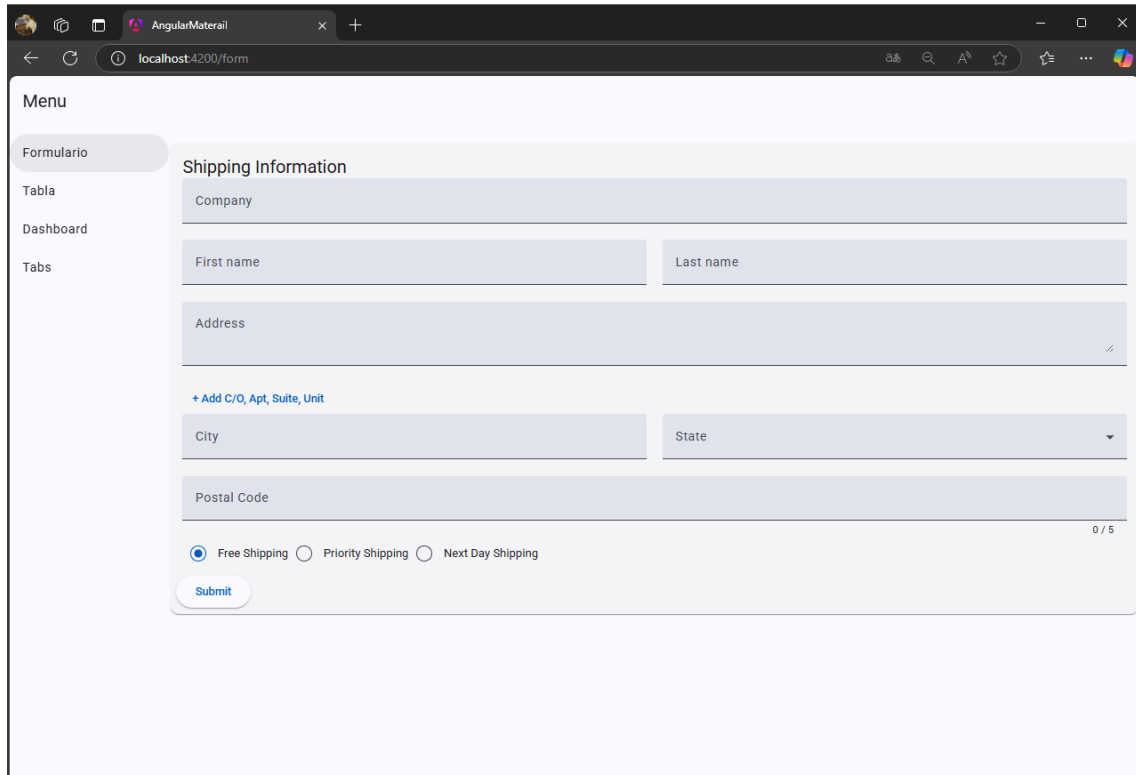 AngularMaterail
localhost:4200/form
Menu
Formulario
Tabla
Dashboard
Tabs
Shipping Information
Company
First name
Last name
Address
+ Add C/O, Apt, Suite, Unit
City
State
Postal Code
0 / 5
Free Shipping
Priority Shipping
Next Day Shipping
Submit